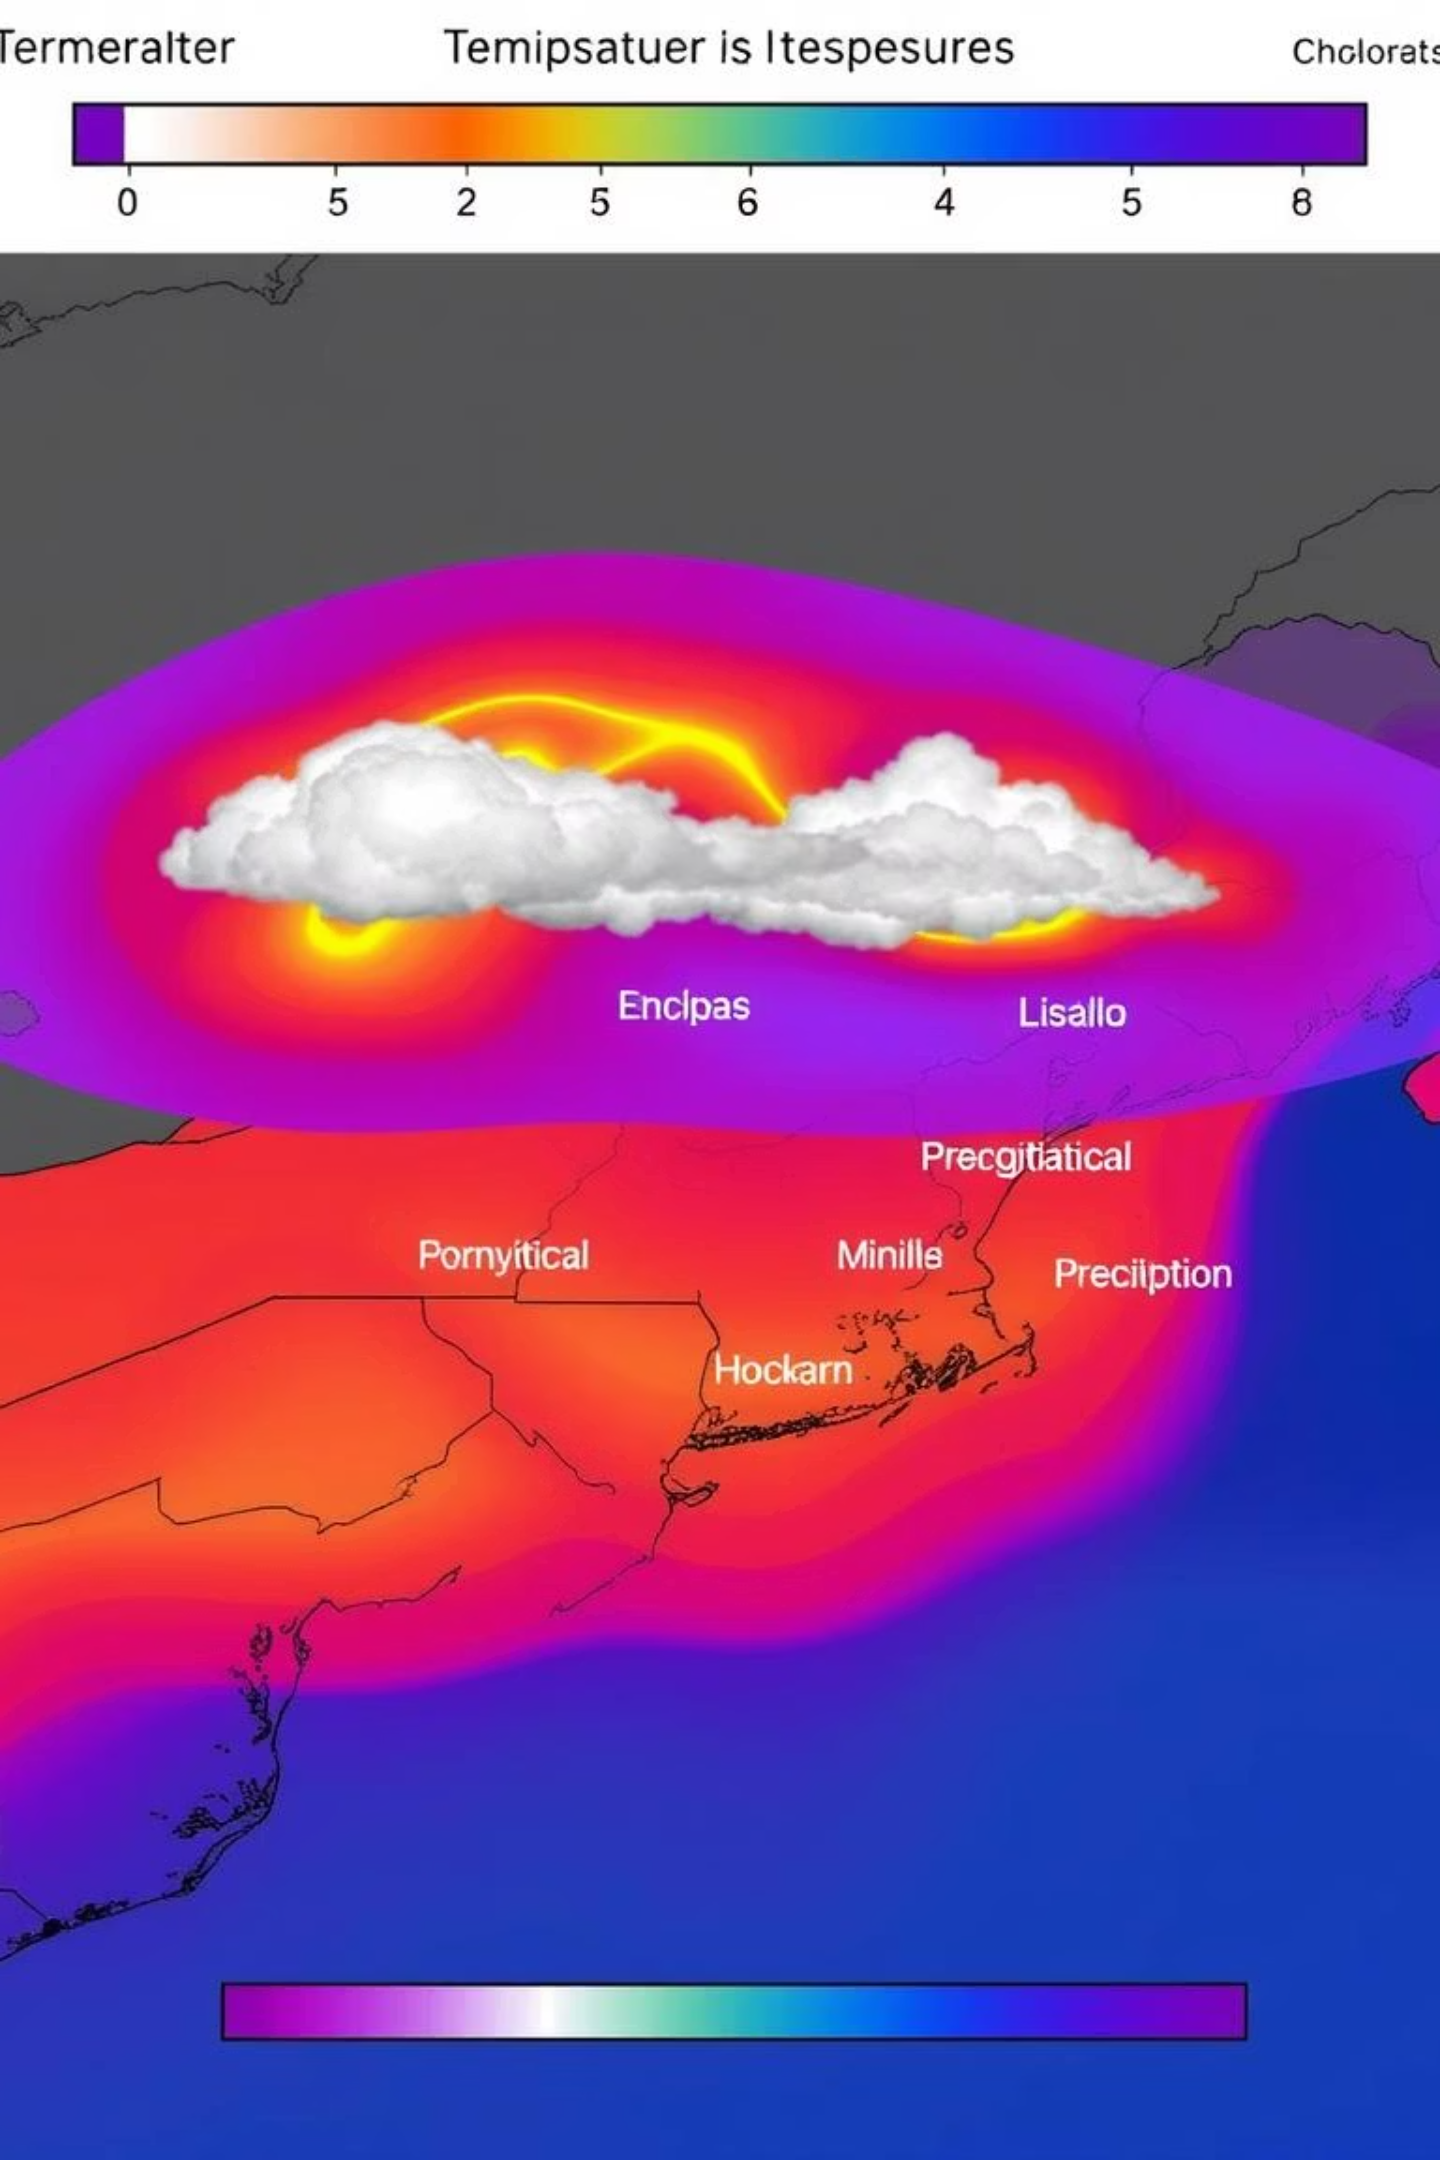 Termeralter Temipsatuer is Itespesures Cholorats
0 5 2 5 6 4 5 8
Enclpas Lisallo
Precgitiatical
Pornyitical Minills Preciiption
Hockarn